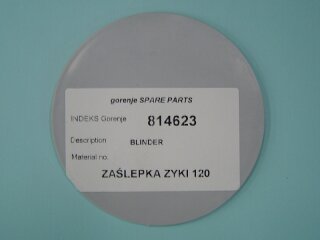 gorenje SPARE PARTS
INDEKS Gorenje 814623
Description BLINDER
Material no.
ZAŚLEPKA ZYKI 120